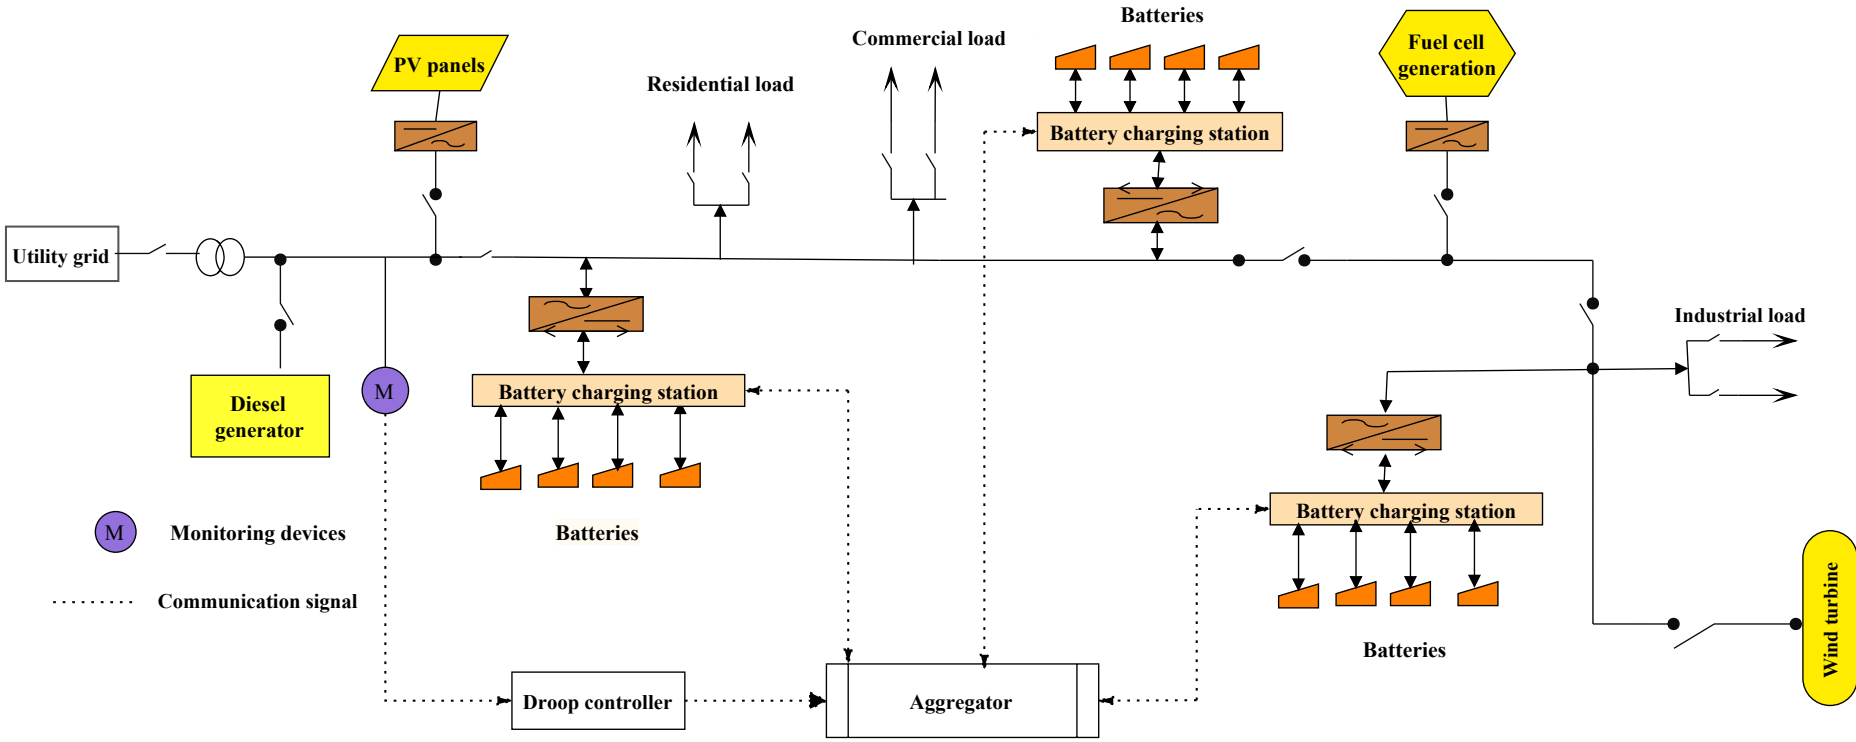 Batteries
Commercial load
Fuel cell
generation
PV panels
Residential load
Battery charging station
Utility grid
Industrial load
Diesel
generator
M
Battery charging station
Battery charging station
M
Monitoring devices
Batteries
Communication signal
Batteries
Wind turbine
Droop controller
Aggregator